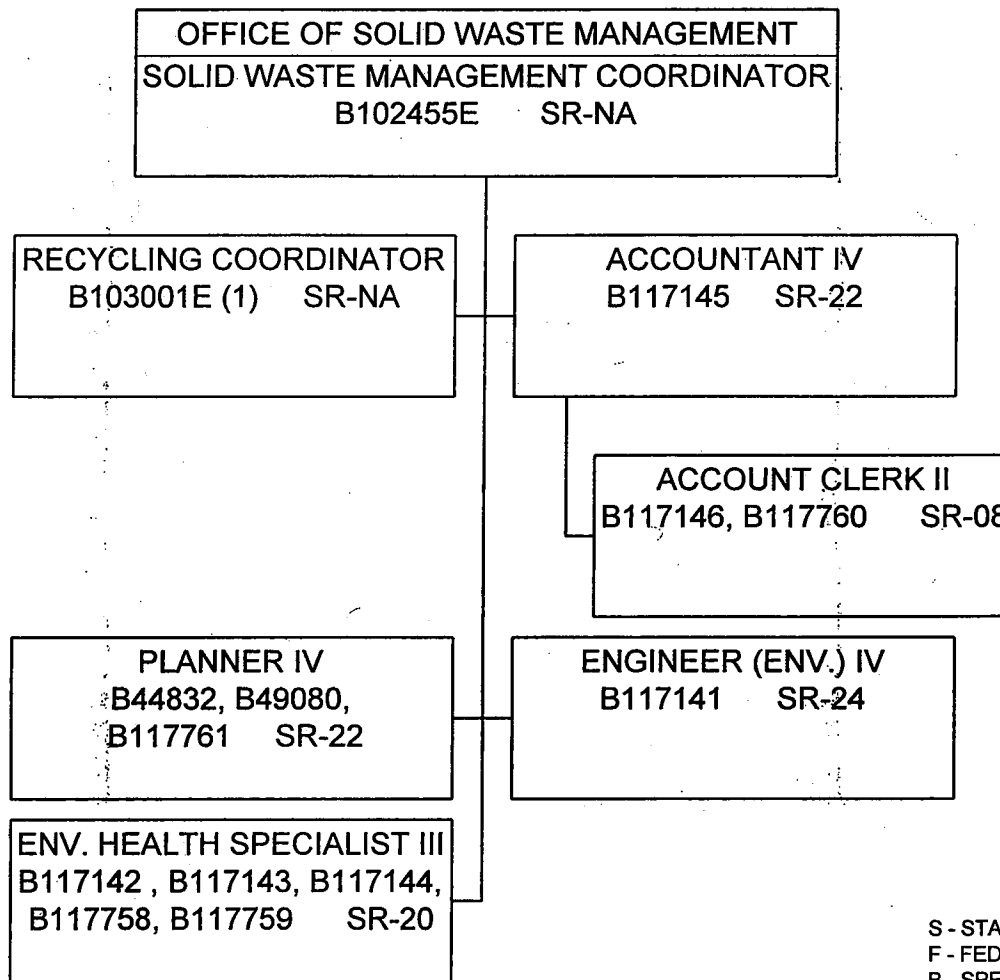 OFFICE OF SOLID WASTE MANAGEMENT
SOLID WASTE MANAGEMENT COORDINATOR
B102455E SR-NA
RECYCLING COORDINATOR
B103001E (1) SR-NA
ACCOUNTANT IV
B117145 SR-22
ACCOUNT CLERK II
B117146, B117760 SR-08
PLANNER IV
B44832, B49080,
B117761 SR-22
ENGINEER (ENV.) IV
B117141 SR-24
ENV. HEALTH SPECIALIST III
B117142 , B117143, B117144,
B117758, B117759 SR-20
S - STA
F - FED